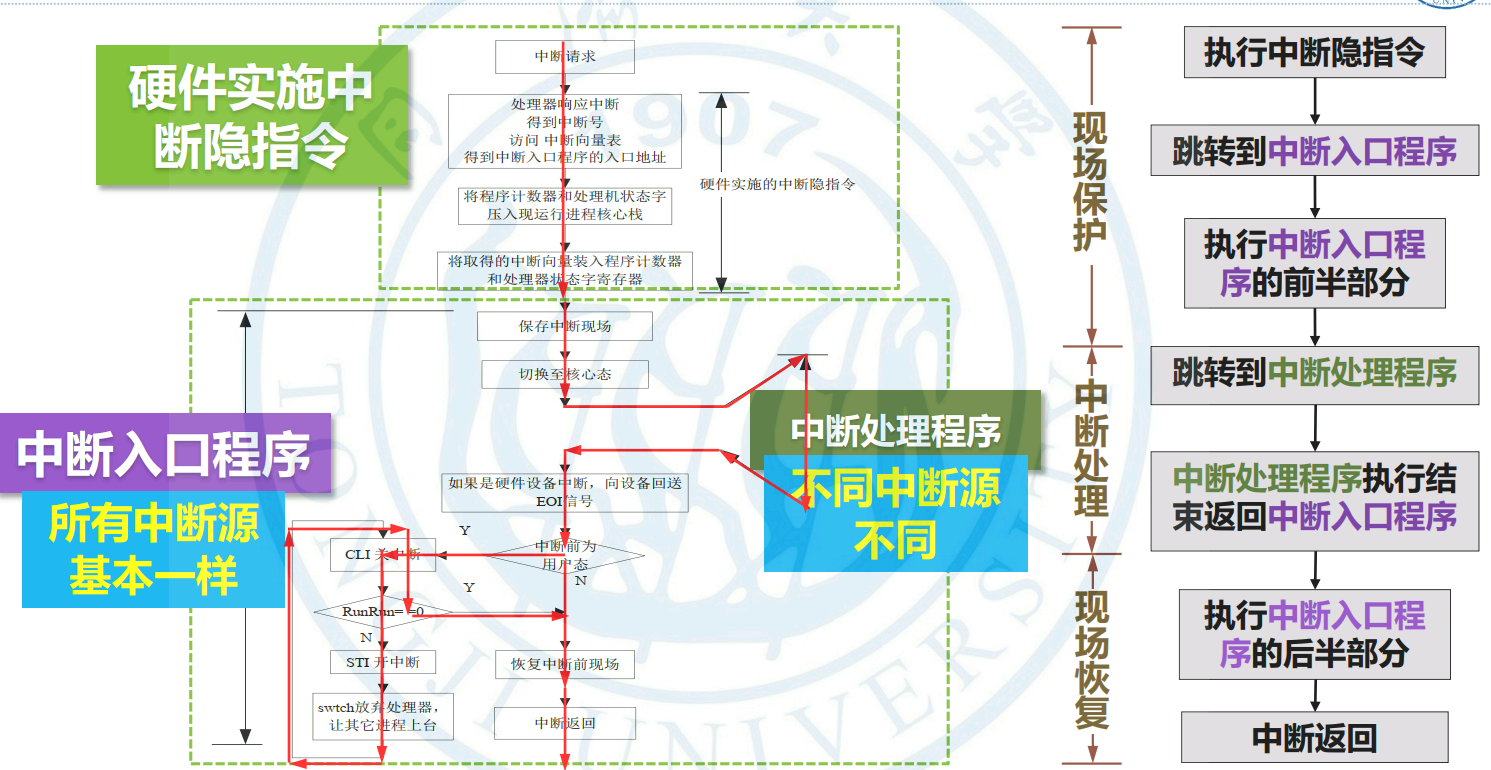 硬件实施中
断隐指令
中断请求
处理器响应中断
得到中断号
访问 中断向量表
得到中断入口程序的入口地址
将程序计数器和处理机状态字
压入现运行进程核心栈
将取得的中断向量装入程序计数器
和处理器状态字寄存器
硬件实施的中断隐指令
保存中断现场
切换至核心态
中断入口程序
所有中断源
基本一样
中断处理程序
不同中断源
不同
如果是硬件设备中断，向设备回送
EOI信号
中断前为
用户态
Y
N
CLI 关中断
Y
RunRun= =0
N
STI 开中断
swtch放弃处理器，
让其它进程上台
恢复中断前现场
中断返回
现场保护
中断处理
现场恢复
执行中断隐指令
跳转到中断入口程序
执行中断入口程
序的前半部分
跳转到中断处理程序
中断处理程序执行结
束返回中断入口程序
执行中断入口程
序的后半部分
中断返回
1907
TONGJI UNIVERSITY